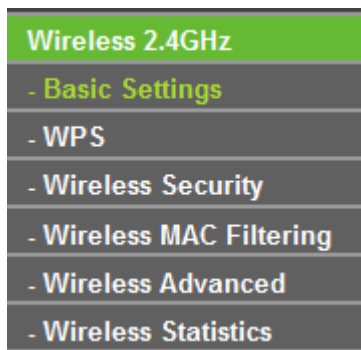 Wireless 2.4GHz
- Basic Settings
- WPS
- Wireless Security
- Wireless MAC Filtering
- Wireless Advanced
- Wireless Statistics